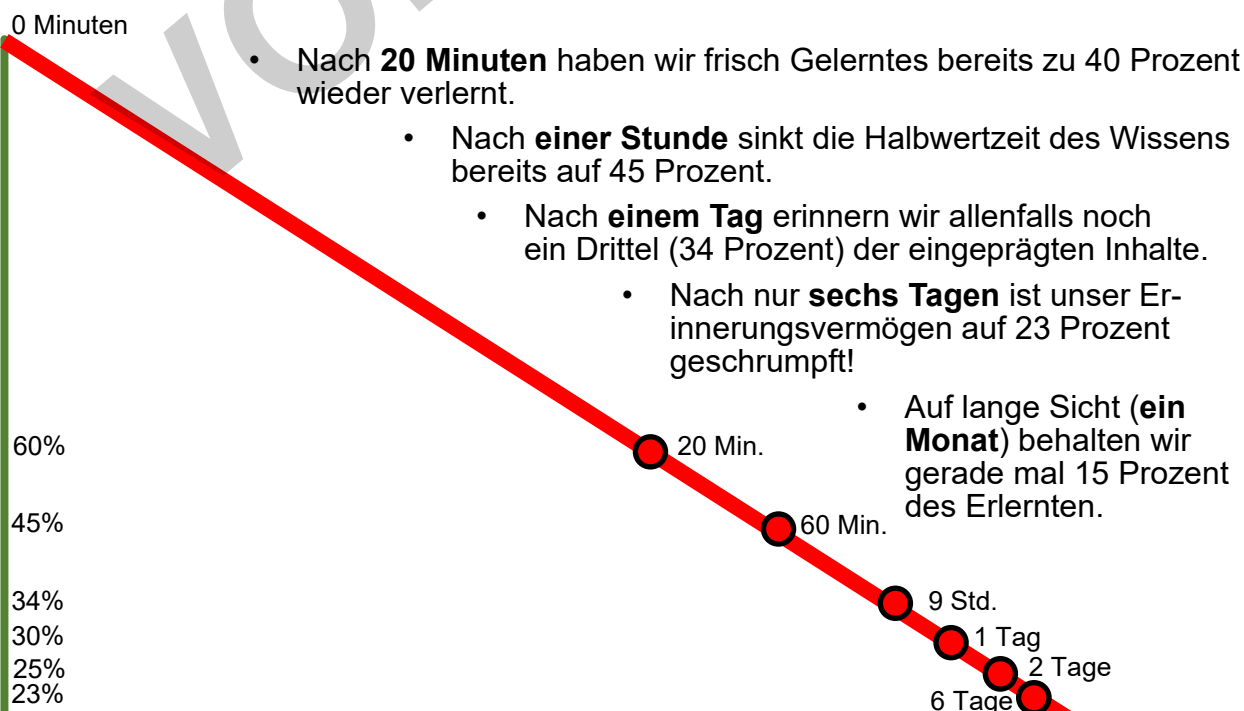 0 Minuten
• Nach 20 Minuten haben wir frisch Gelerntes bereits zu 40 Prozent
wieder verlernt.
• Nach einer Stunde sinkt die Halbwertzeit des Wissens
bereits auf 45 Prozent.
• Nach einem Tag erinnern wir allenfalls noch
ein Drittel (34 Prozent) der eingeprägten Inhalte.
• Nach nur sechs Tagen ist unser Er-
innerungsvermögen auf 23 Prozent
geschrumpft!
• Auf lange Sicht (ein
Monat) behalten wir
gerade mal 15 Prozent
des Erlernten.
60%
20 Min.
45%
60 Min.
34%
9 Std.
30%
1 Tag
25%
2 Tage
23%
6 Tage